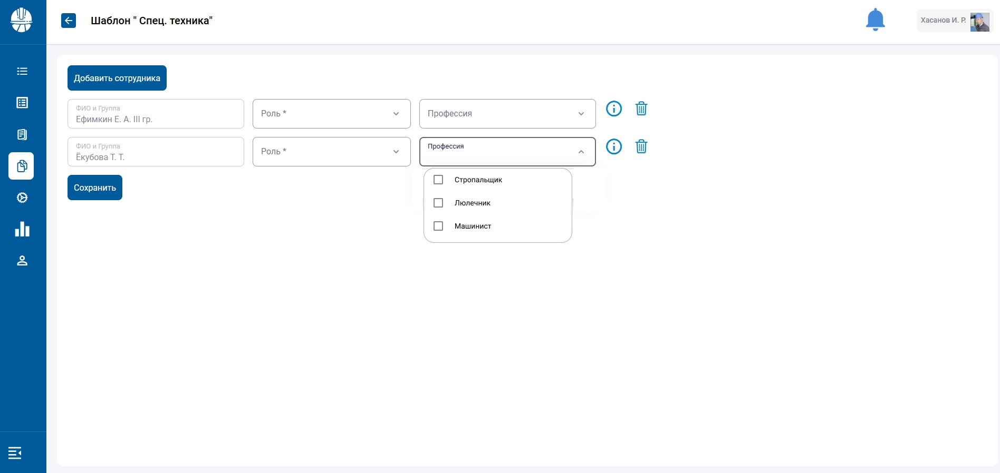 Шаблон " Спец. техника"
Хасанов И. Р.
Добавить сотрудника
ФИО и Группа
Ефимкин Е. А. III гр.
Роль *
Профессия
ФИО и Группа
Ёкубова Т. Т.
Роль *
Профессия
Сохранить
Стропальщик
Люлечник
Машинист